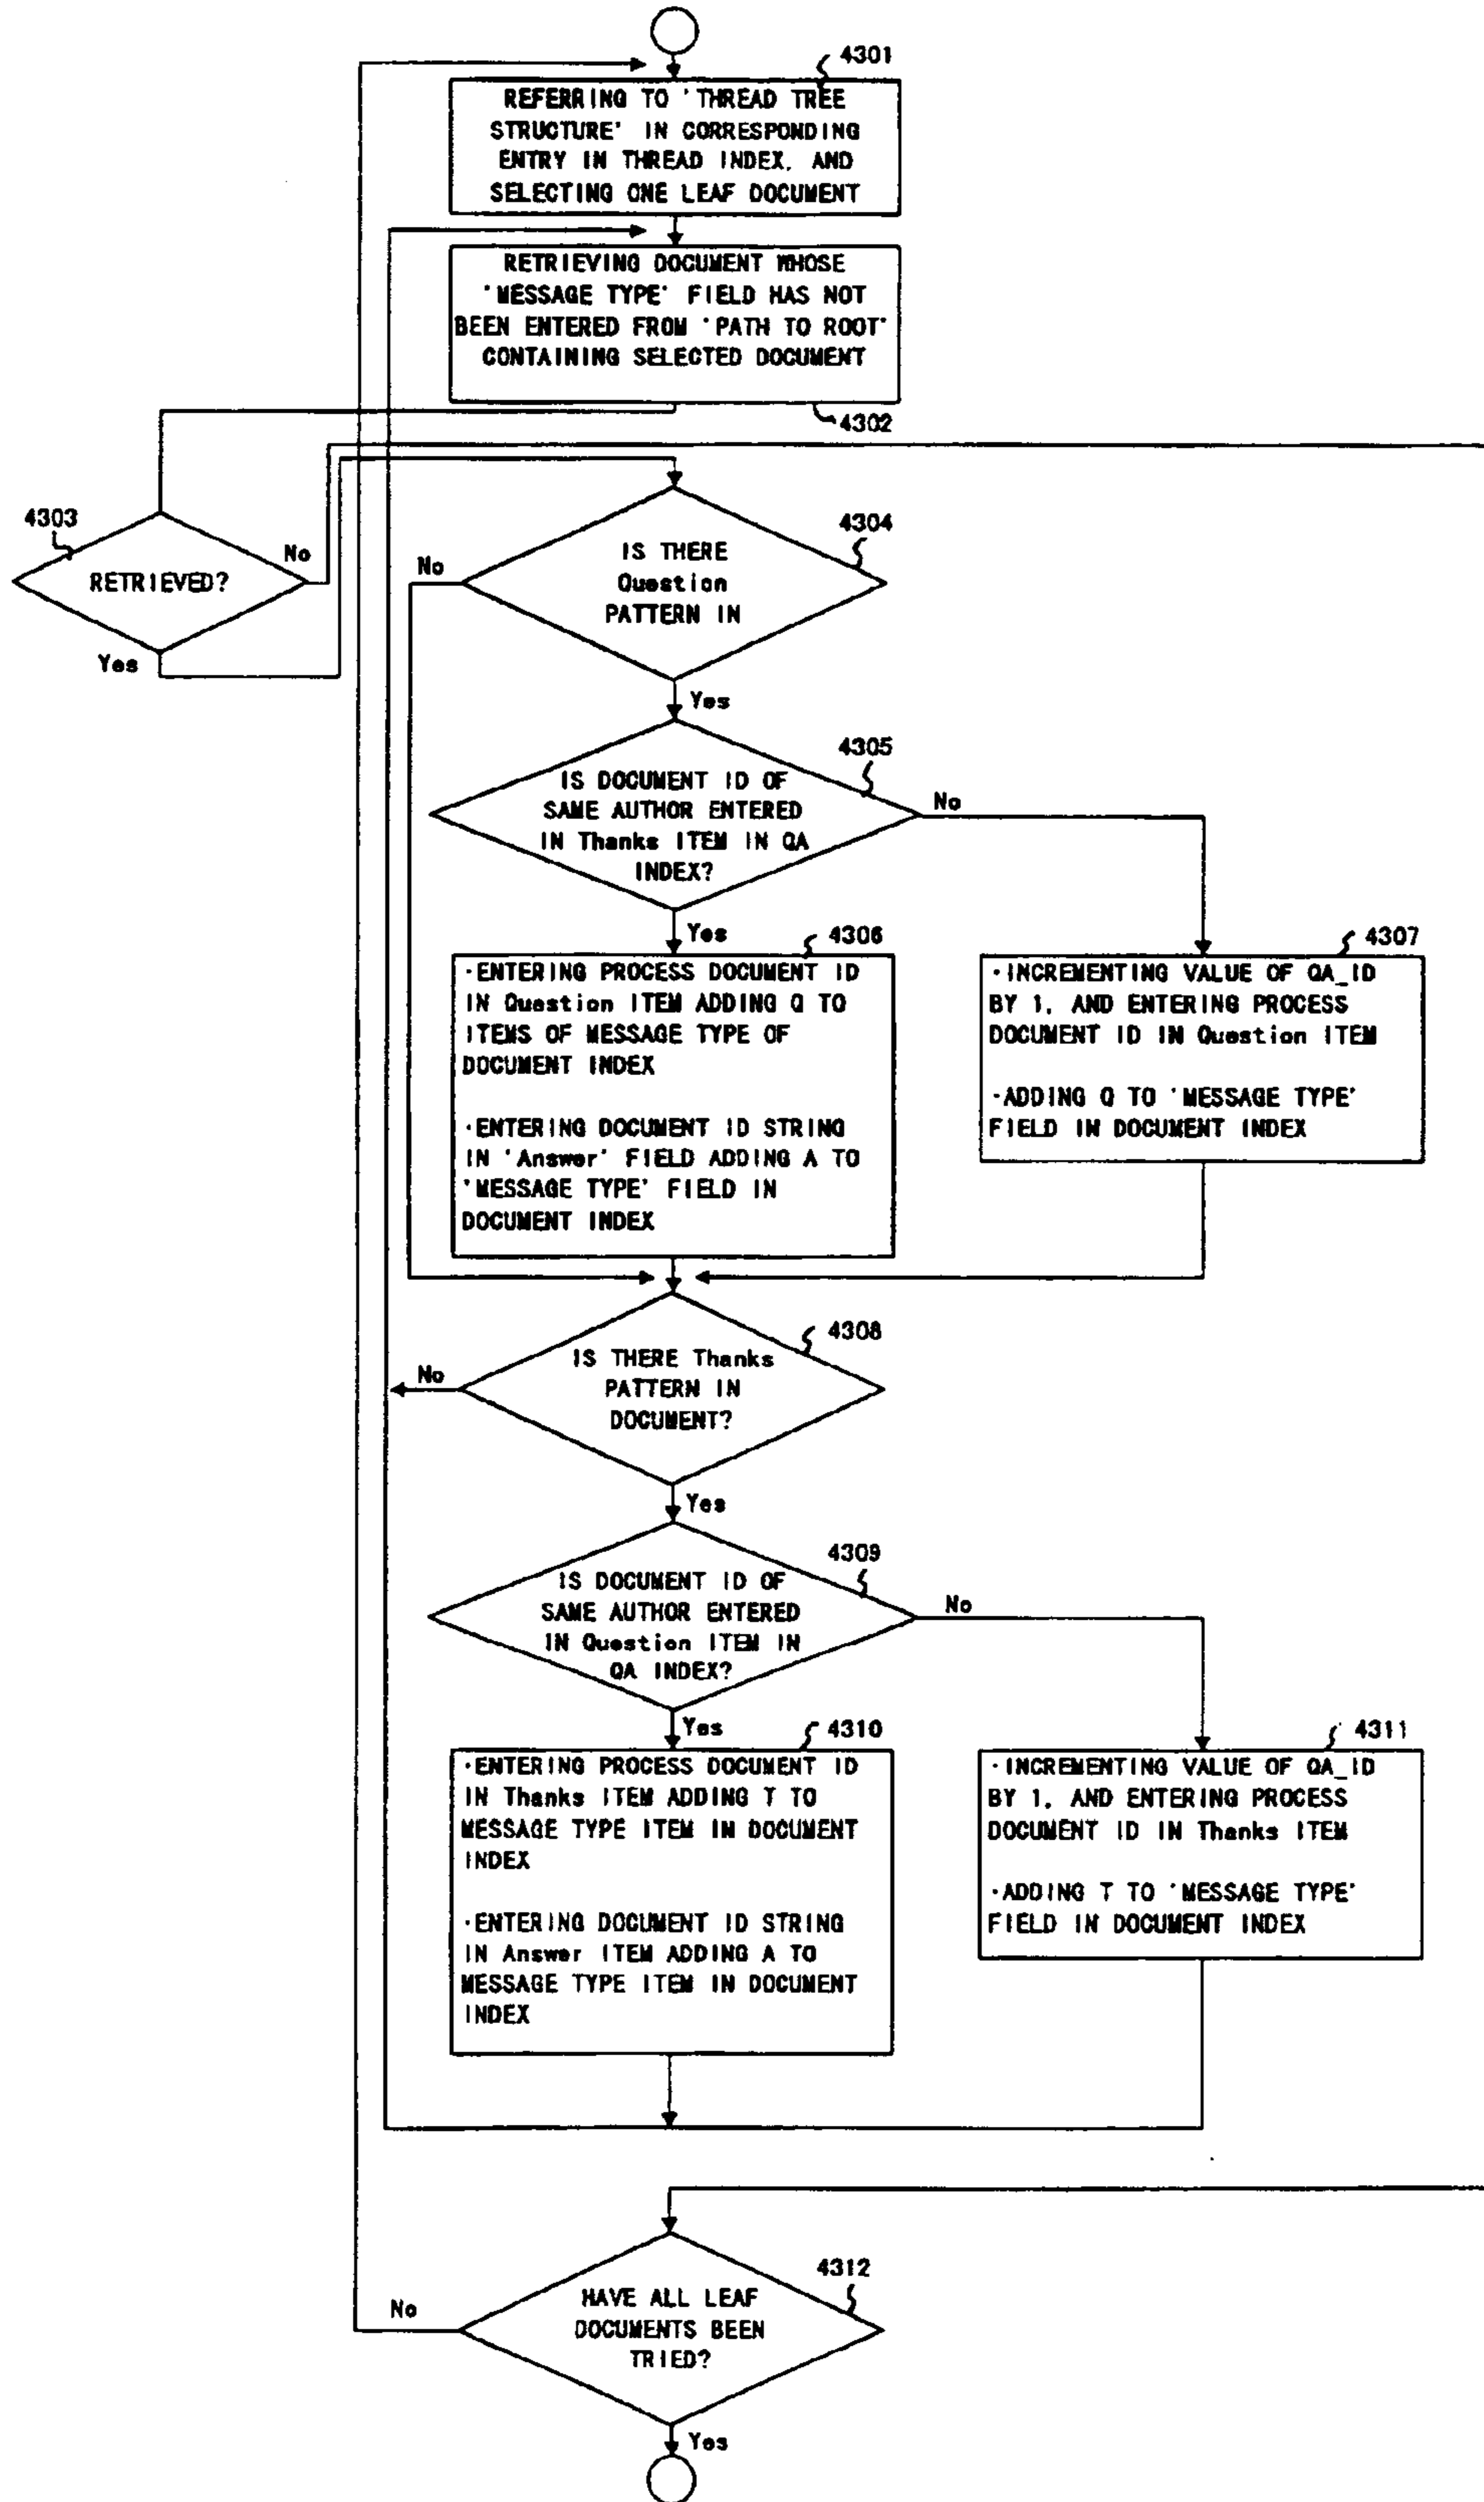 4301
REFERRING TO 'THREAD TREE
STRUCTURE' IN CORRESPONDING
ENTRY IN THREAD INDEX, AND
SELECTING ONE LEAF DOCUMENT
RETRIEVING DOCUMENT WHOSE
'MESSAGE TYPE' FIELD HAS NOT
BEEN ENTERED FROM 'PATH TO ROOT'
CONTAINING SELECTED DOCUMENT
4302
4303
RETRIEVED?
No
Yes
4304
IS THERE
Question
PATTERN IN
No
Yes
4305
IS DOCUMENT ID OF
SAME AUTHOR ENTERED
IN Thanks ITEM IN QA
INDEX?
No
Yes
4306
·ENTERING PROCESS DOCUMENT ID
IN Question ITEM ADDING Q TO
ITEMS OF MESSAGE TYPE OF
DOCUMENT INDEX
·ENTERING DOCUMENT ID STRING
IN 'Answer' FIELD ADDING A TO
'MESSAGE TYPE' FIELD IN
DOCUMENT INDEX
4307
·INCREMENTING VALUE OF QA_ID
BY 1, AND ENTERING PROCESS
DOCUMENT ID IN Question ITEM
·ADDING Q TO 'MESSAGE TYPE'
FIELD IN DOCUMENT INDEX
4308
IS THERE Thanks
PATTERN IN
DOCUMENT?
No
Yes
4309
IS DOCUMENT ID OF
SAME AUTHOR ENTERED
IN Question ITEM IN
QA INDEX?
No
Yes
4310
·ENTERING PROCESS DOCUMENT ID
IN Thanks ITEM ADDING T TO
MESSAGE TYPE ITEM IN DOCUMENT
INDEX
·ENTERING DOCUMENT ID STRING
IN Answer ITEM ADDING A TO
MESSAGE TYPE ITEM IN DOCUMENT
INDEX
4311
·INCREMENTING VALUE OF QA_ID
BY 1, AND ENTERING PROCESS
DOCUMENT ID IN Thanks ITEM
·ADDING T TO 'MESSAGE TYPE'
FIELD IN DOCUMENT INDEX
4312
HAVE ALL LEAF
DOCUMENTS BEEN
TRIED?
No
Yes